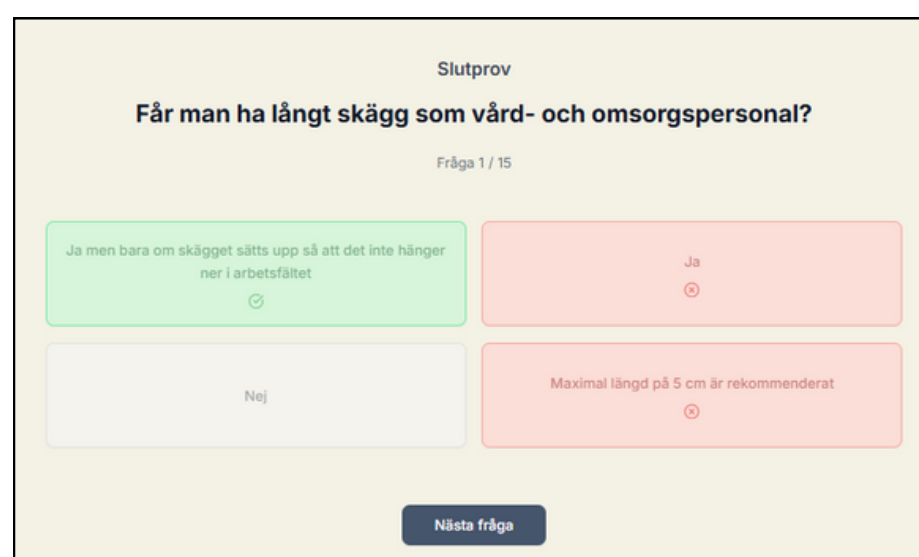 Slutprov
Får man ha långt skägg som vård- och omsorgspersonal?
Fråga 1 / 15
Ja men bara om skägget sätts upp så att det inte hänger
ner i arbetsfältet
Ja
Nej
Maximal längd på 5 cm är rekommenderat
Nästa fråga